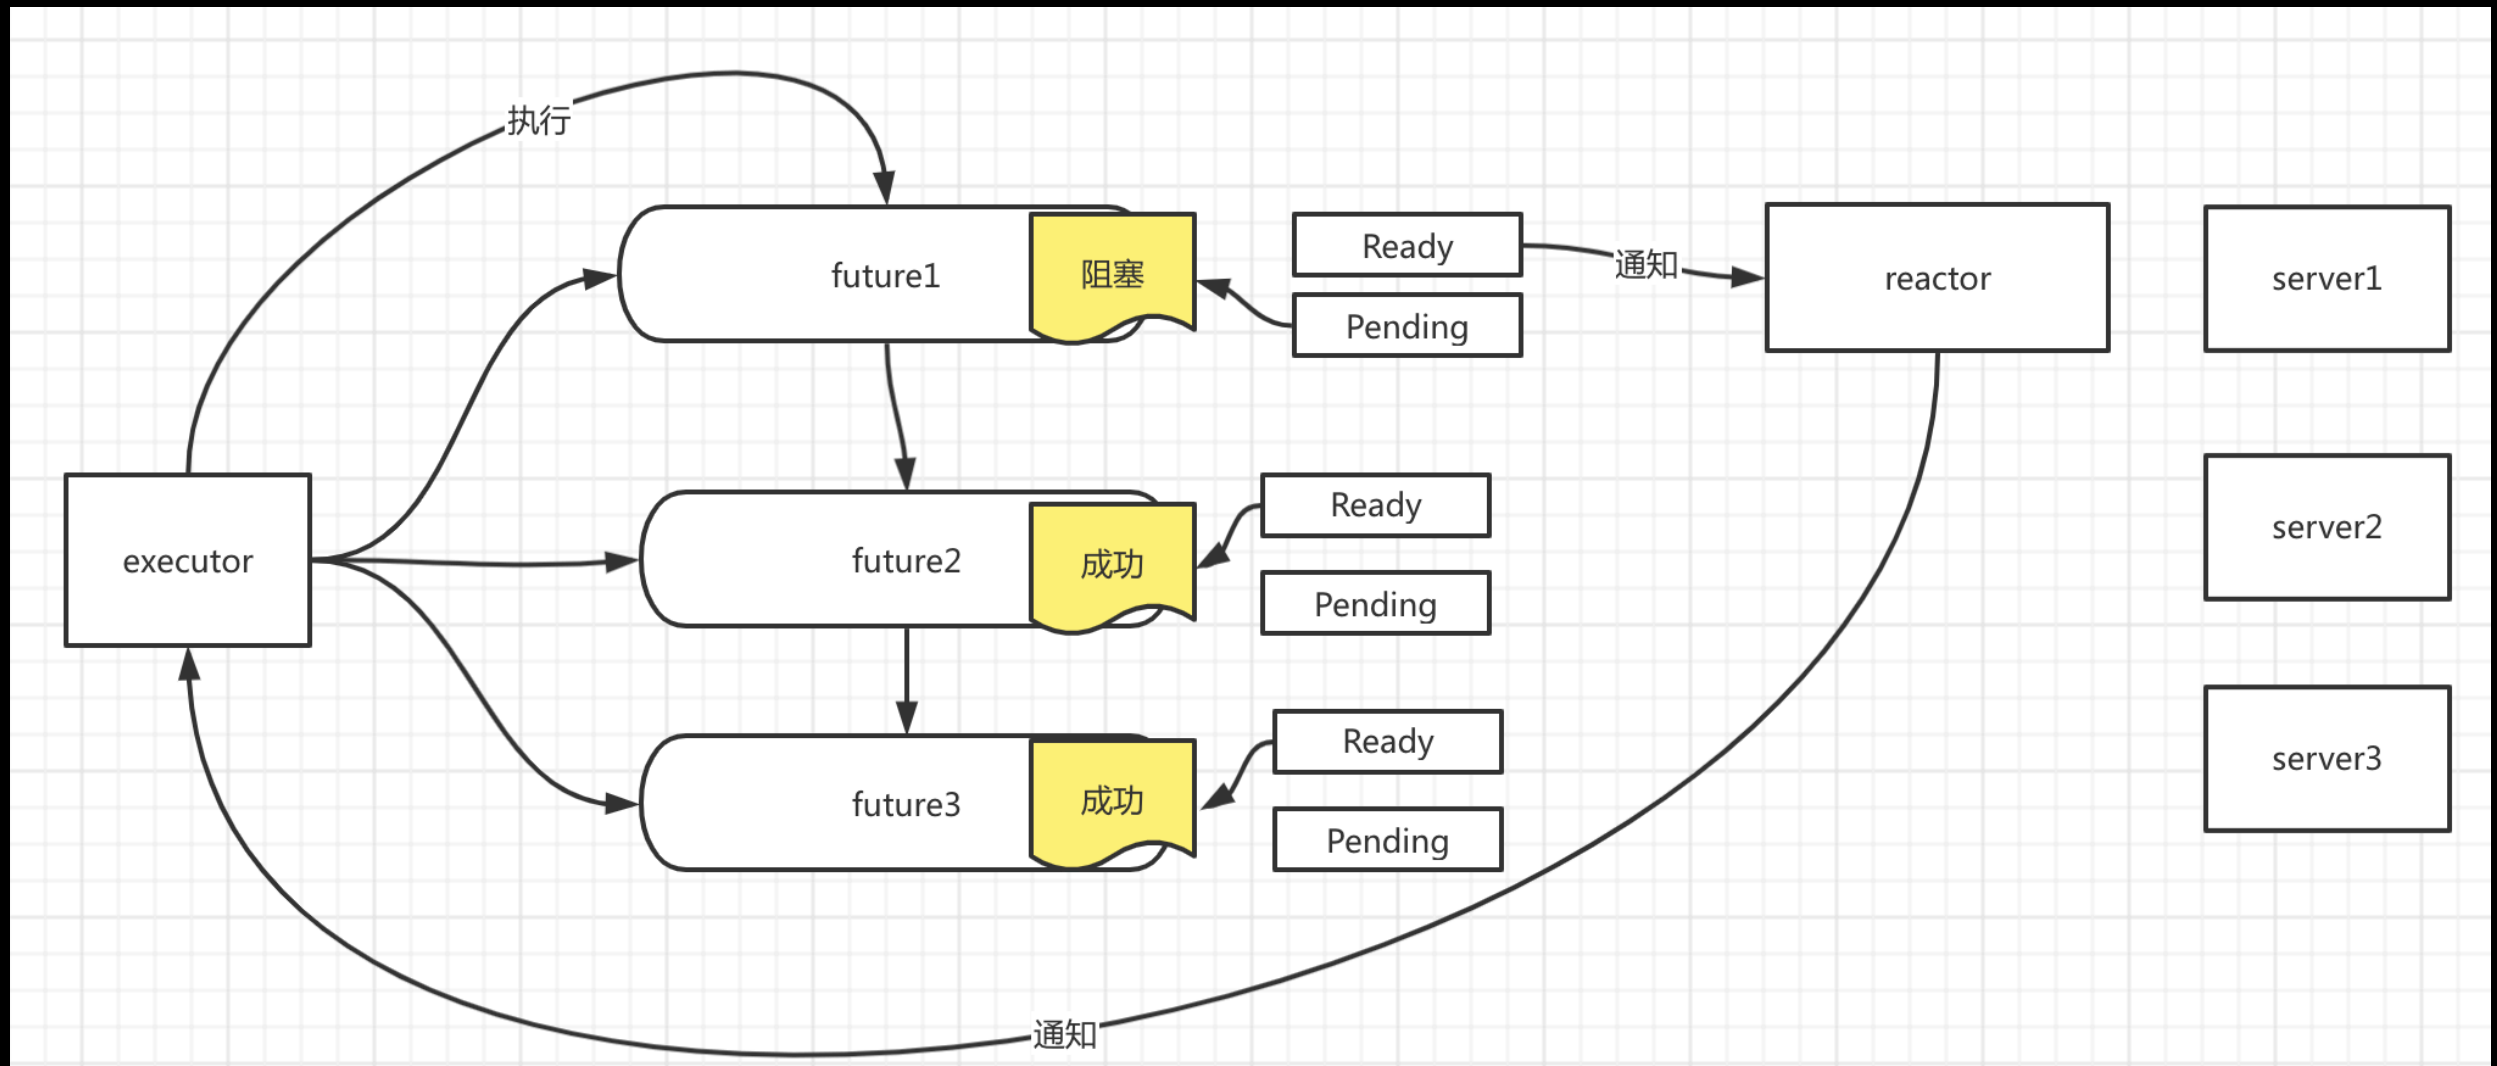 执行
future1
阻塞
Ready
Pending
通知
reactor
server1
executor
future2
成功
Ready
Pending
server2
future3
成功
Ready
Pending
server3
通知